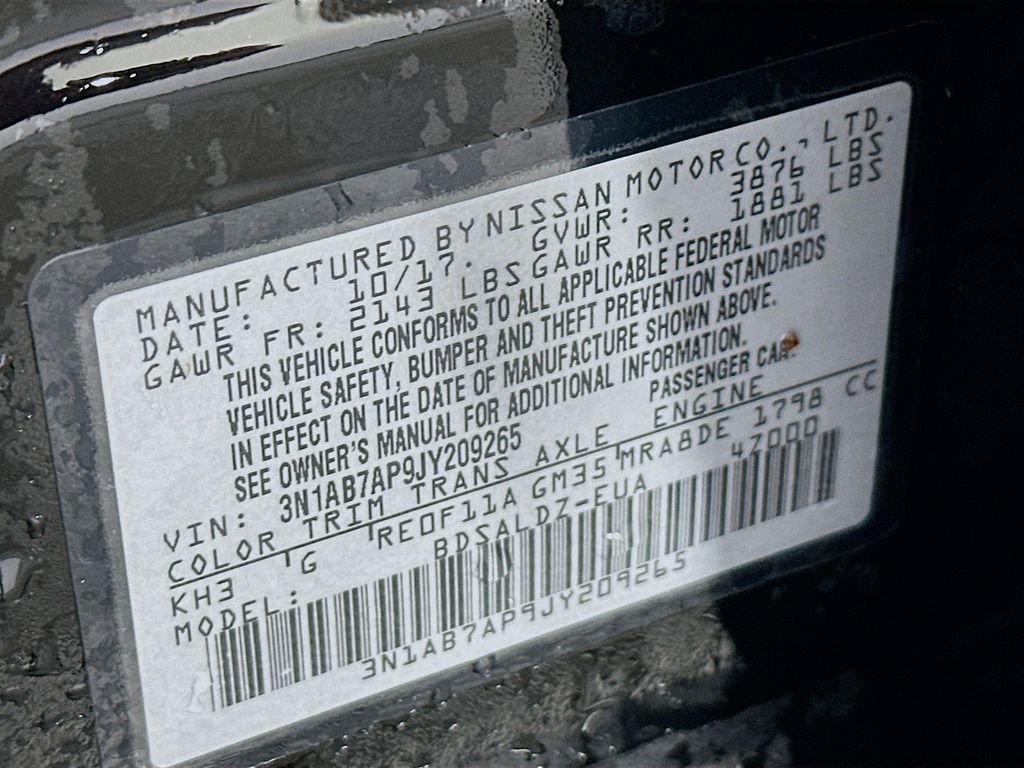 MANUFACTURED BY NISSAN MOTOR CO., LTD.
DATE: 10/17. GVWR: 3876 LBS
GAWR FR: 2143 LBS GAWR RR: 1881 LBS
THIS VEHICLE CONFORMS TO ALL APPLICABLE FEDERAL MOTOR
VEHICLE SAFETY, BUMPER AND THEFT PREVENTION STANDARDS
IN EFFECT ON THE DATE OF MANUFACTURE SHOWN ABOVE.
SEE OWNER'S MANUAL FOR ADDITIONAL INFORMATION.
VIN: 3N1AB7AP9JY209265 PASSENGER CAR.
COLOR TRIM TRANS AXLE ENGINE
KH3 G RE0F11A GM35 MRA8DE 1798 CC
MODEL: BDSALDZ-EUA 4Z000
3N1AB7AP9JY209265